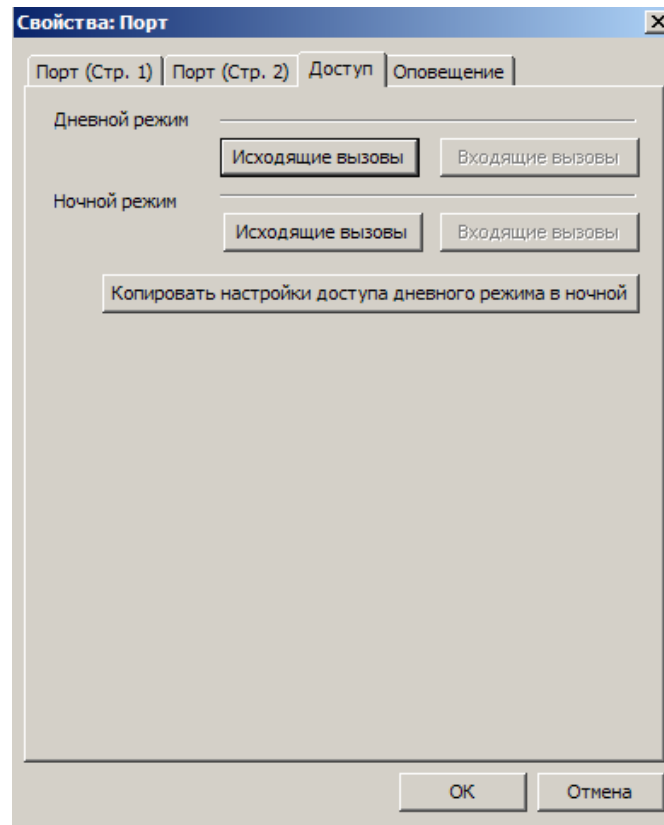 Свойства: Порт
Порт (Стр. 1) Порт (Стр. 2) Доступ Оповещение
Дневной режим
Исходящие вызовы Входящие вызовы
Ночной режим
Исходящие вызовы Входящие вызовы
Копировать настройки доступа дневного режима в ночной
ОК Отмена